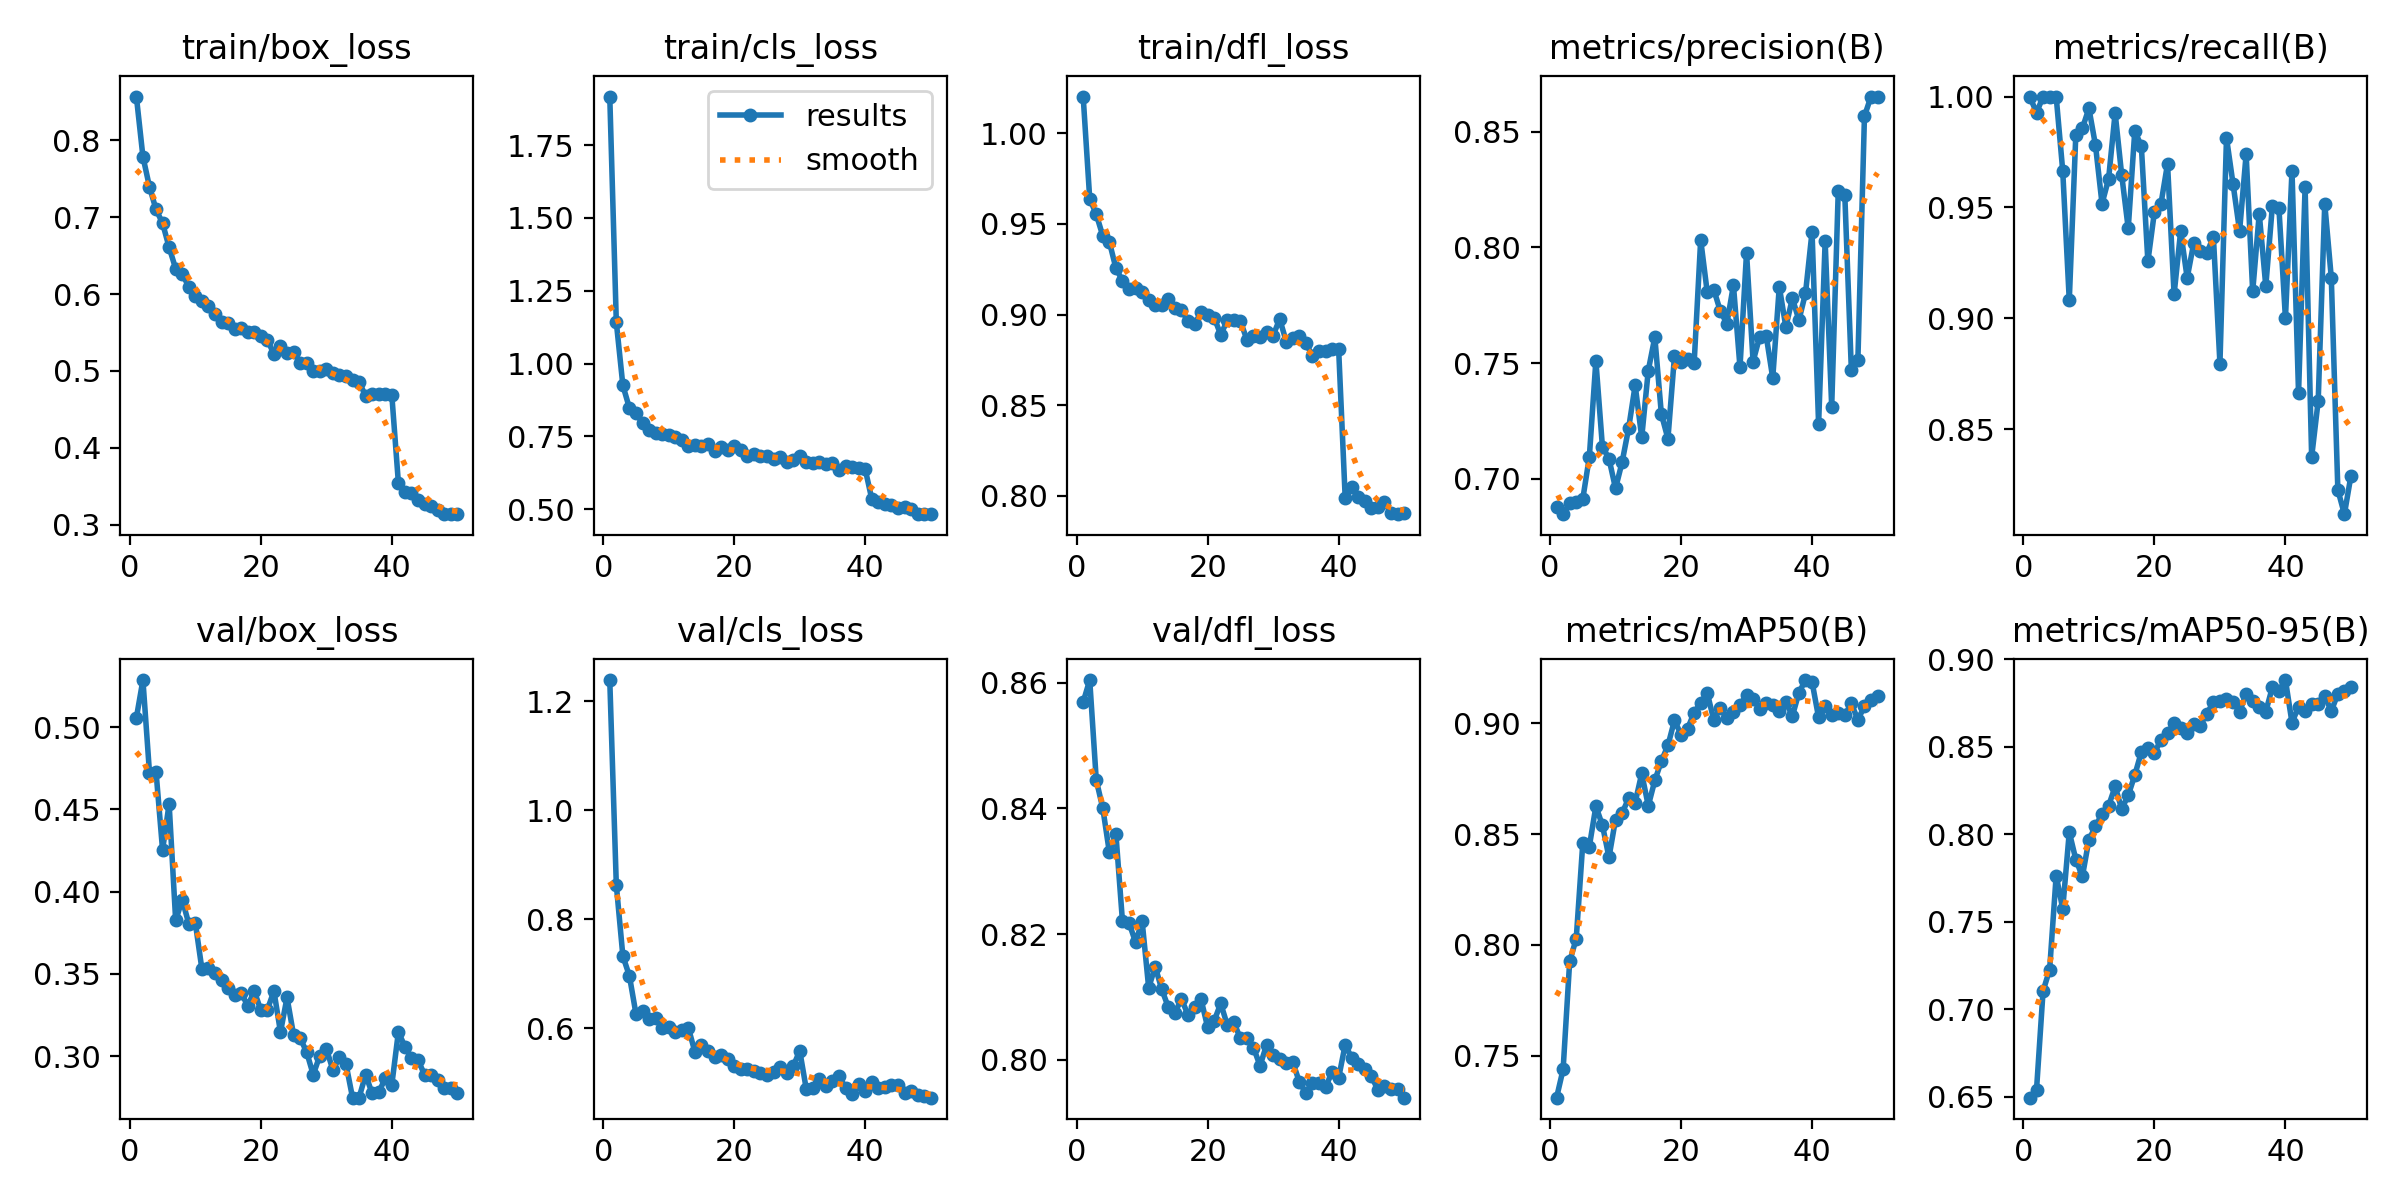 train/box_loss
0.8
0.7
0.6
0.5
0.4
0.3
0 20 40
train/cls_loss
results
smooth
1.75
1.50
1.25
1.00
0.75
0.50
0 20 40
train/dfl_loss
1.00
0.95
0.90
0.85
0.80
0 20 40
metrics/precision(B)
0.85
0.80
0.75
0.70
0 20 40
metrics/recall(B)
1.00
0.95
0.90
0.85
0 20 40
val/box_loss
0.50
0.45
0.40
0.35
0.30
0 20 40
val/cls_loss
1.2
1.0
0.8
0.6
0 20 40
val/dfl_loss
0.86
0.84
0.82
0.80
0 20 40
metrics/mAP50(B)
0.90
0.85
0.80
0.75
0 20 40
metrics/mAP50-95(B)
0.90
0.85
0.80
0.75
0.70
0.65
0 20 40